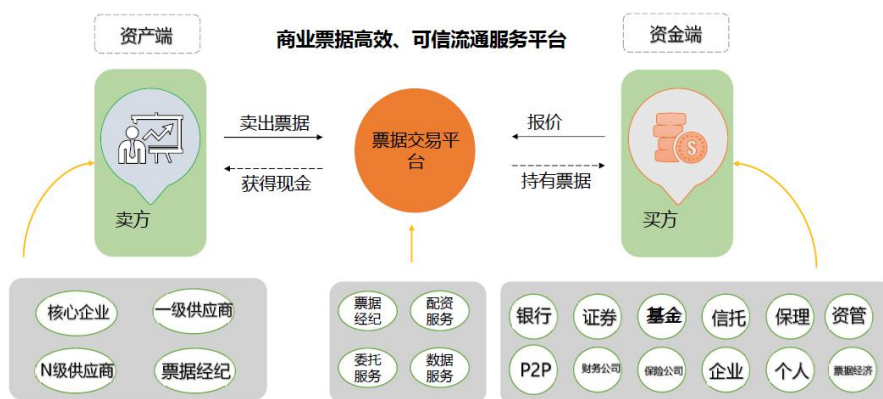 资产端
商业票据高效、可信流通服务平台
资金端
卖出票据
获得现金
票据交易平
台
报价
持有票据
$
卖方
买方
核心企业
一级供应商
N级供应商
票据经纪
票据
经纪
配资
服务
委托
服务
数据
服务
银行
证券
基金
信托
保理
资管
P2P
财务公司
保险公司
企业
个人
票据经济